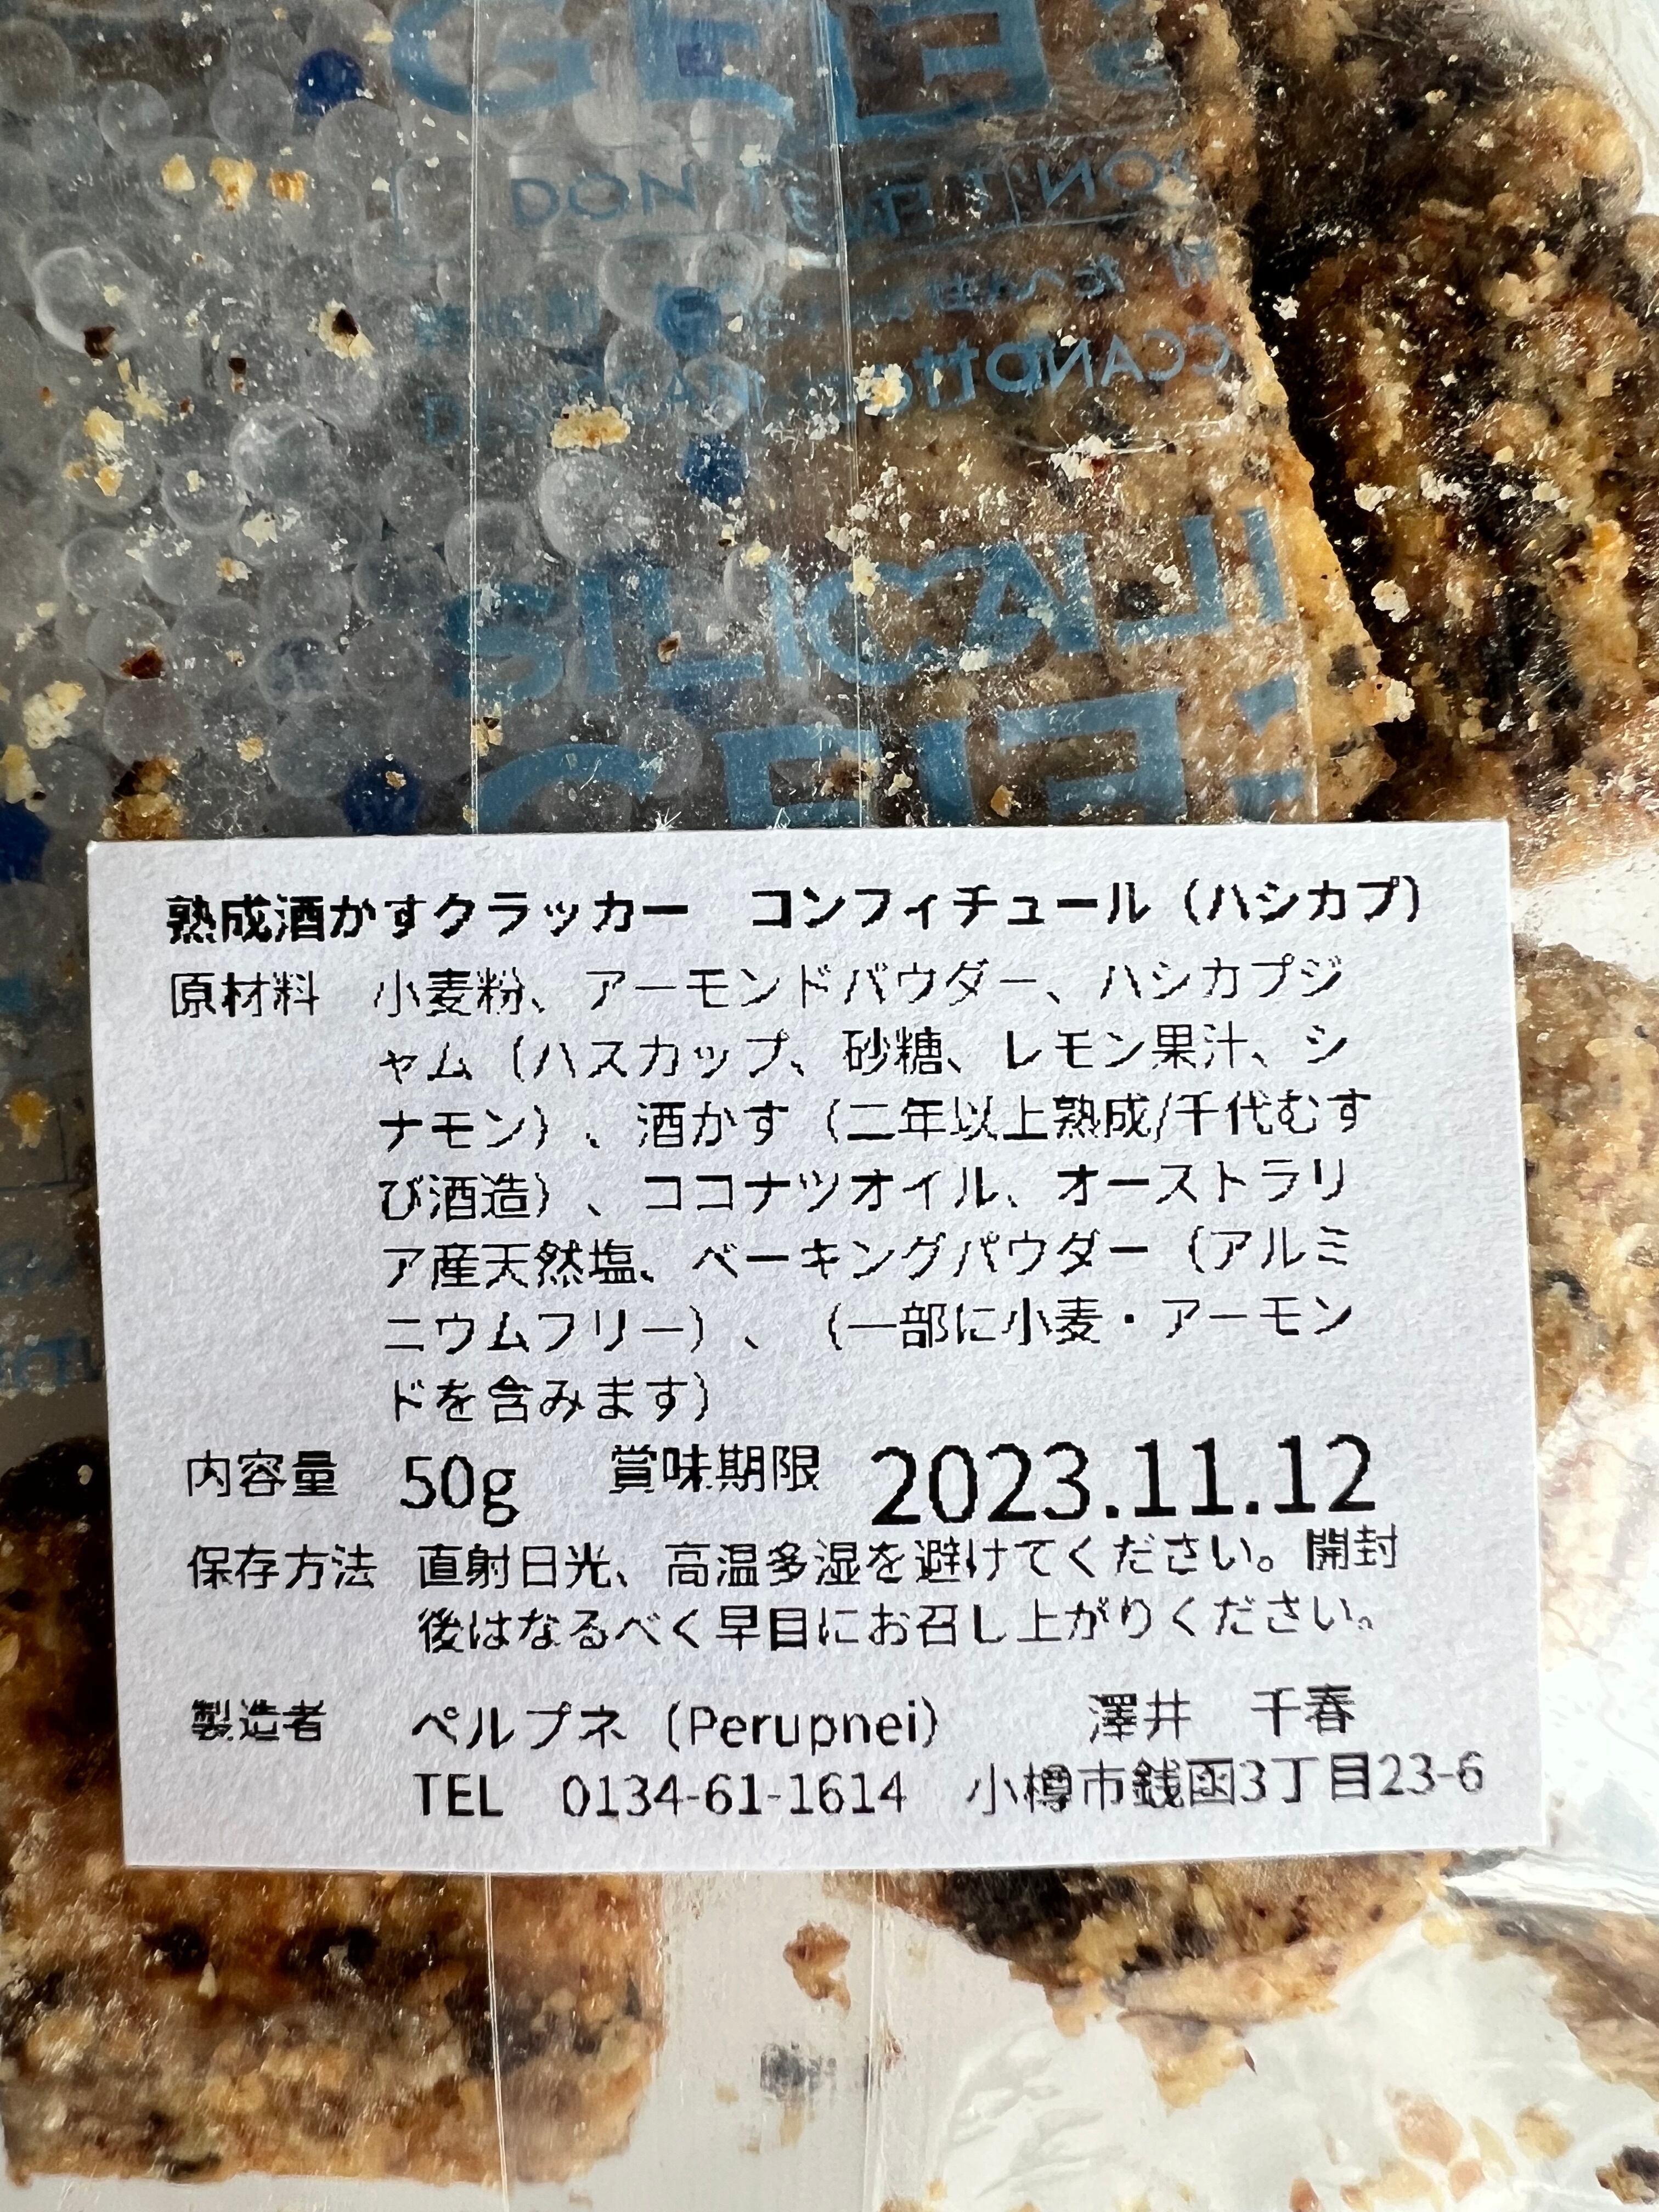 SILICA
GEL
熟成酒かすクラッカー　コンフィチュール（ハシカプ）
原材料　小麦粉、アーモンドパウダー、ハシカプジ
ャム（ハスカップ、砂糖、レモン果汁、シ
ナモン）、酒かす（二年以上熟成/千代むす
び酒造）、ココナツオイル、オーストラリ
ア産天然塩、ベーキングパウダー（アルミ
ニウムフリー）、（一部に小麦・アーモン
ドを含みます）
内容量　50g　賞味期限　2023.11.12
保存方法　直射日光、高温多湿を避けてください。開封
後はなるべく早目にお召し上がりください。
製造者　ペルプネ（Perupnei）　澤井　千春
TEL　0134-61-1614　小樽市銭函3丁目23-6